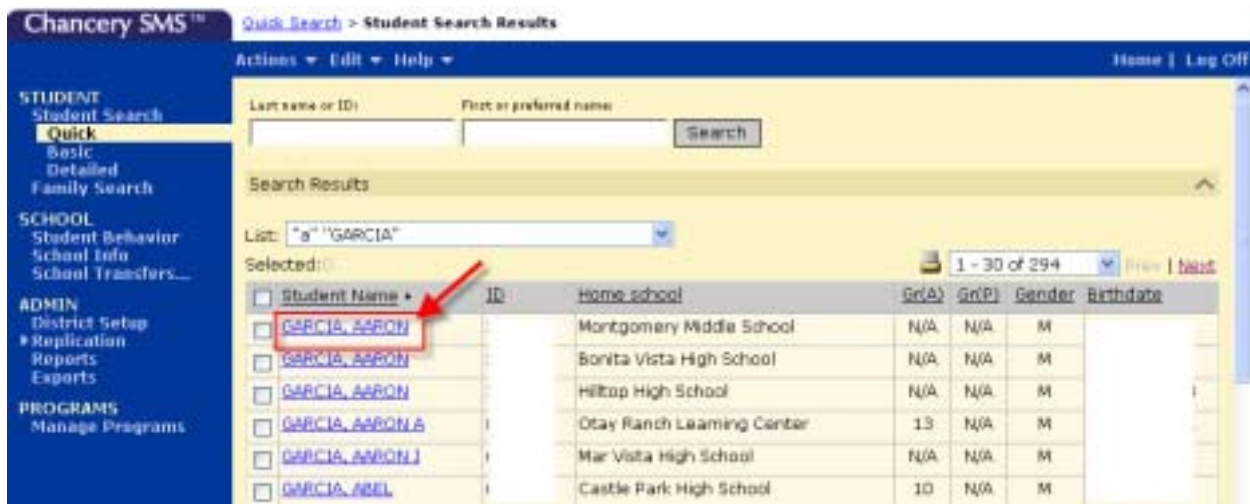 Chancery SMS™
Quick Search > Student Search Results
Actions Edit Help Home | Log Off
STUDENT
Student Search
Quick
Basic
Detailed
Family Search
SCHOOL
Student Behavior
School Info
School Transfers...
ADMIN
District Setup
Replication
Reports
Exports
PROGRAMS
Manage Programs
Last name or ID: First or preferred name:
Search
Search Results
List: "a" "GARCIA"
Selected:0 1 - 30 of 294 Prev | Next
Student Name ID Home school Gr(A) Gr(P) Gender Birthdate
GARCIA, AARON Montgomery Middle School N/A N/A M
GARCIA, AARON Bonita Vista High School N/A N/A M
GARCIA, AARON Hilltop High School N/A N/A M
GARCIA, AARON A Otay Ranch Learning Center 13 N/A M
GARCIA, AARON I Mar Vista High School N/A N/A M
GARCIA, ABEL Castle Park High School 10 N/A M